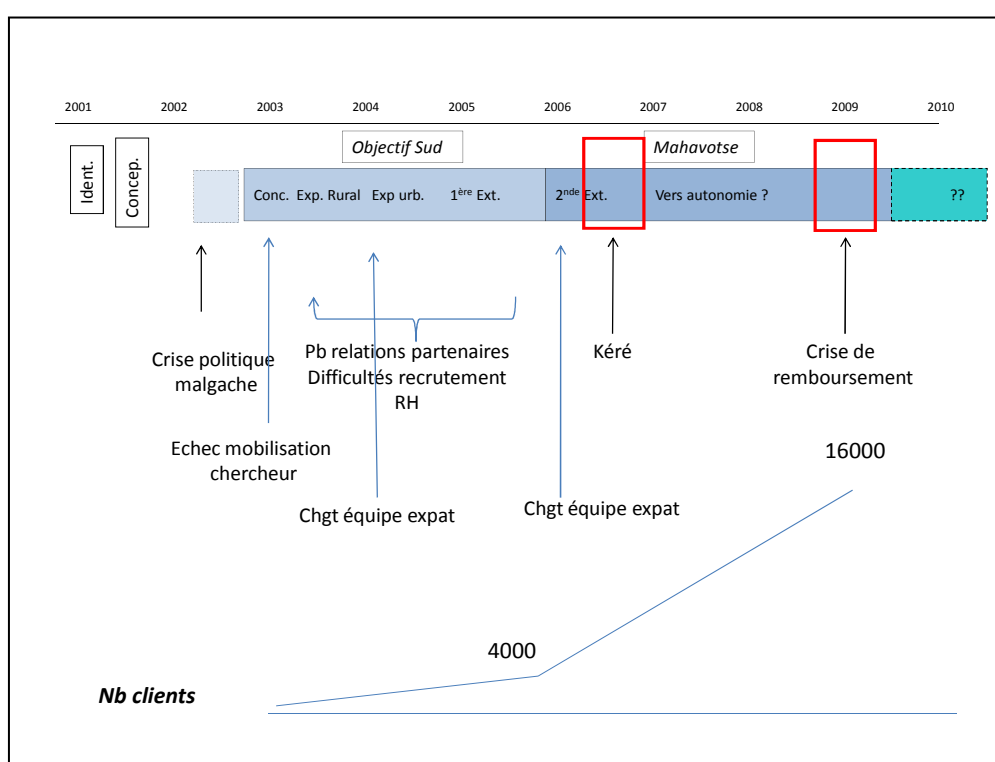 2001 2002 2003 2004 2005 2006 2007 2008 2009 2010
Ident.
Concep.
Objectif Sud
Mahavotse
Conc. Exp. Rural Exp urb. 1ère Ext. 2nde Ext. Vers autonomie ? ??
Crise politique
malgache
Pb relations partenaires
Difficultés recrutement
RH
Kéré
Crise de
remboursement
Echec mobilisation
chercheur
Chgt équipe expat
Chgt équipe expat
16000
4000
Nb clients